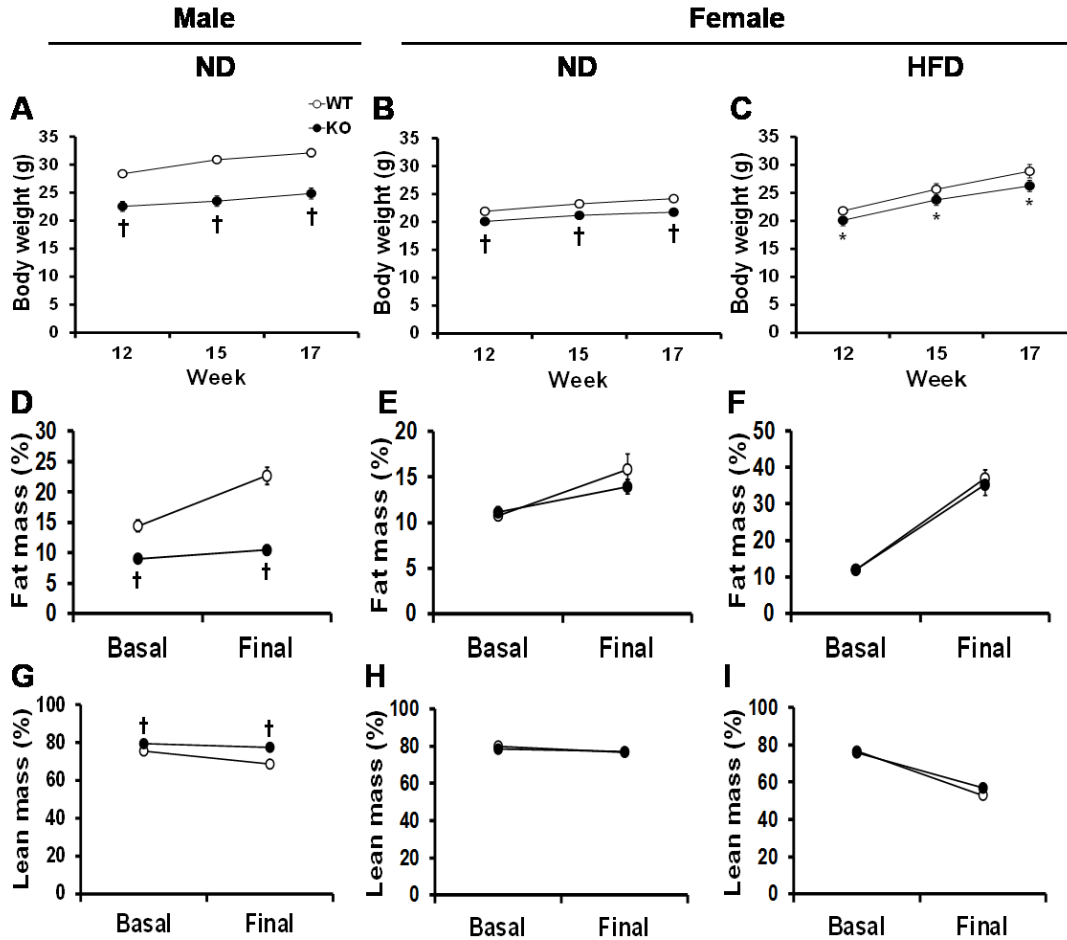 Male
Female
ND
ND
HFD
A
WT
KO
Body weight (g)
35
30
25
20
15
10
5
0
† † †
12 15 17
Week
B
Body weight (g)
35
30
25
20
15
10
5
0
† † †
12 15 17
Week
C
Body weight (g)
35
30
25
20
15
10
5
0
* * *
12 15 17
Week
D
Fat mass (%)
30
25
20
15
10
5
0
† †
Basal Final
E
Fat mass (%)
20
15
10
5
0
Basal Final
F
Fat mass (%)
50
40
30
20
10
0
Basal Final
G
Lean mass (%)
100
80
60
40
20
0
† †
Basal Final
H
Lean mass (%)
100
80
60
40
20
0
Basal Final
I
Lean mass (%)
100
80
60
40
20
0
Basal Final